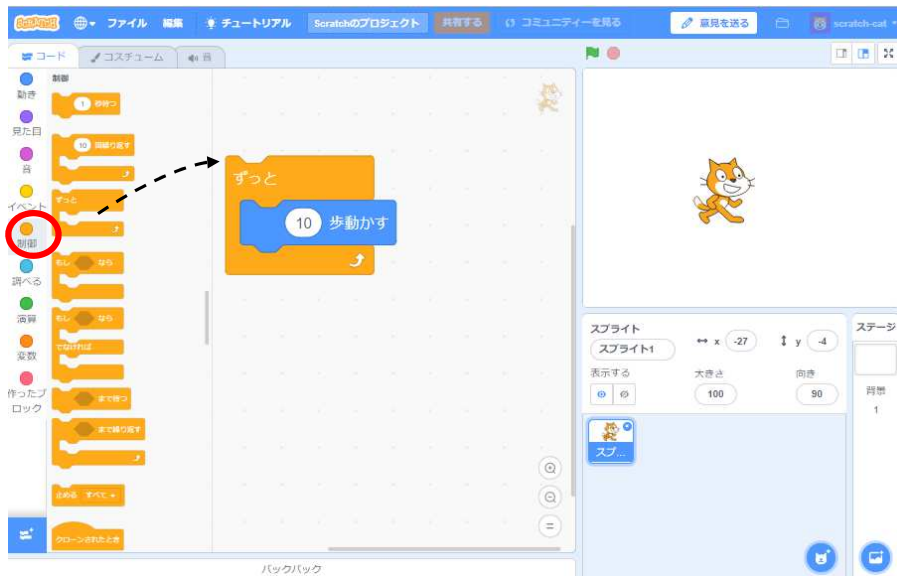 SCRATCH ファイル 編集 チュートリアル Scratchのプロジェクト 共有する コミュニティーを見る 意見を送る scratch-cat
コード コスチューム 音
動き
見た目
音
イベント
制御
調べる
演算
変数
作ったブ
ロック
制御
1 秒待つ
10 回繰り返す
ずっと
もし なら
もし なら
でなければ
まで待つ
まで繰り返す
止める すべて
クローンされたとき
ずっと
10 歩動かす
スプライト
スプライト1
x -27
y -4
表示する
大きさ
100
向き
90
スプ...
ステージ
背景
1
バックパック